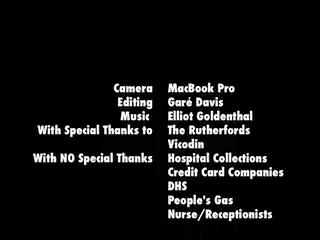 Camera MacBook Pro
Editing Garé Davis
Music Elliot Goldenthal
With Special Thanks to The Rutherfords
Vicodin
With NO Special Thanks Hospital Collections
Credit Card Companies
DHS
People's Gas
Nurse/Receptionists